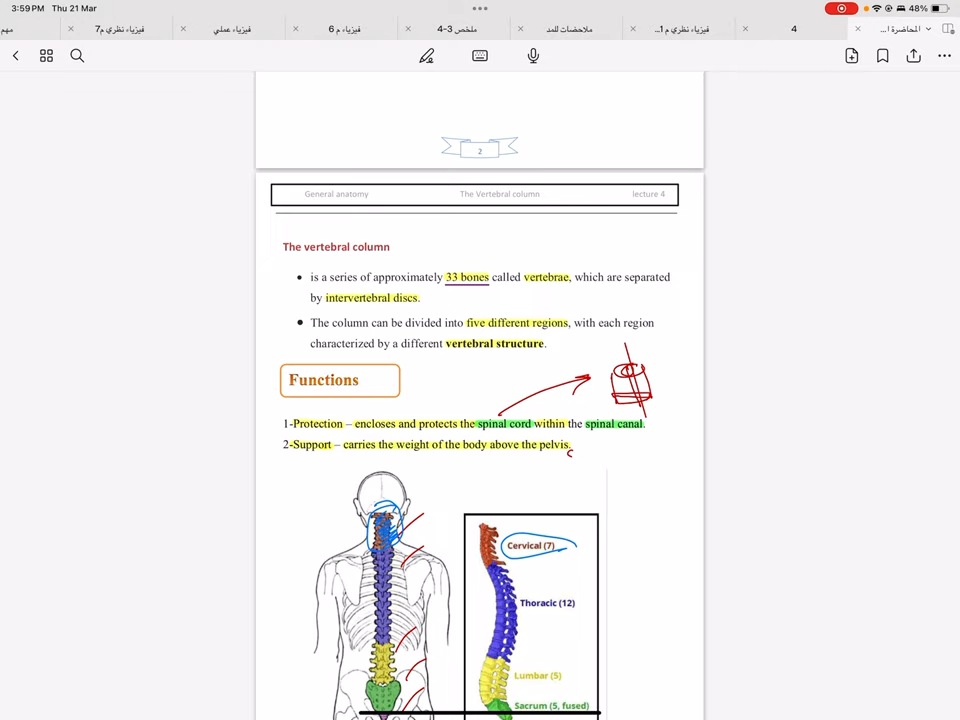 3:59 PM Thu 21 Mar
48%
مهم
فيزياء نظري م7
فيزياء عملي
فيزياء م 6
ملخص 3-4
ملاحضات للمد
فيزياء نظري م 1...
4
المحاضرة ا...
2
General anatomy The Vertebral column lecture 4
The vertebral column
• is a series of approximately 33 bones called vertebrae, which are separated
by intervertebral discs.
• The column can be divided into five different regions, with each region
characterized by a different vertebral structure.
Functions
1-Protection – encloses and protects the spinal cord within the spinal canal.
2-Support – carries the weight of the body above the pelvis.
Cervical (7)
Thoracic (12)
Lumbar (5)
Sacrum (5, fused)